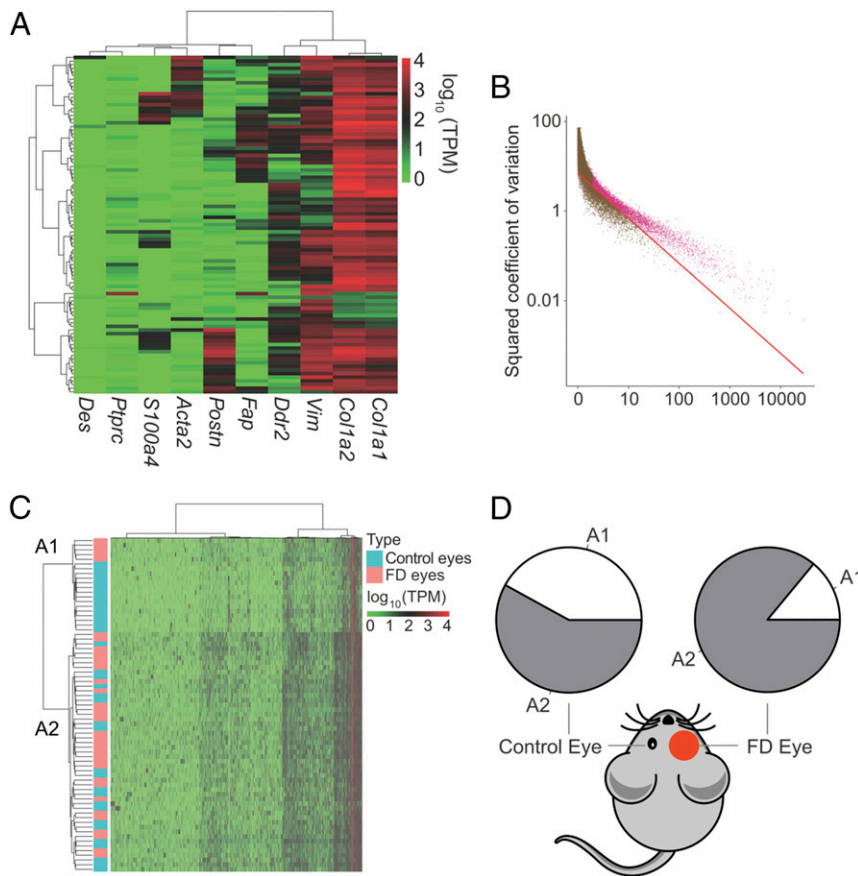 A
4
3
2
1
0
log10(TPM)
Des
Ptprc
S100a4
Acta2
Postn
Fap
Ddr2
Vim
Col1a2
Col1a1
B
Squared coefficient of variation
100
1
0.01
0
10
100
1000
10000
C
A1
A2
Type
Control eyes
FD eyes
log10(TPM)
0 1 2 3 4
D
A1
A2
A1
A2
Control Eye
FD Eye